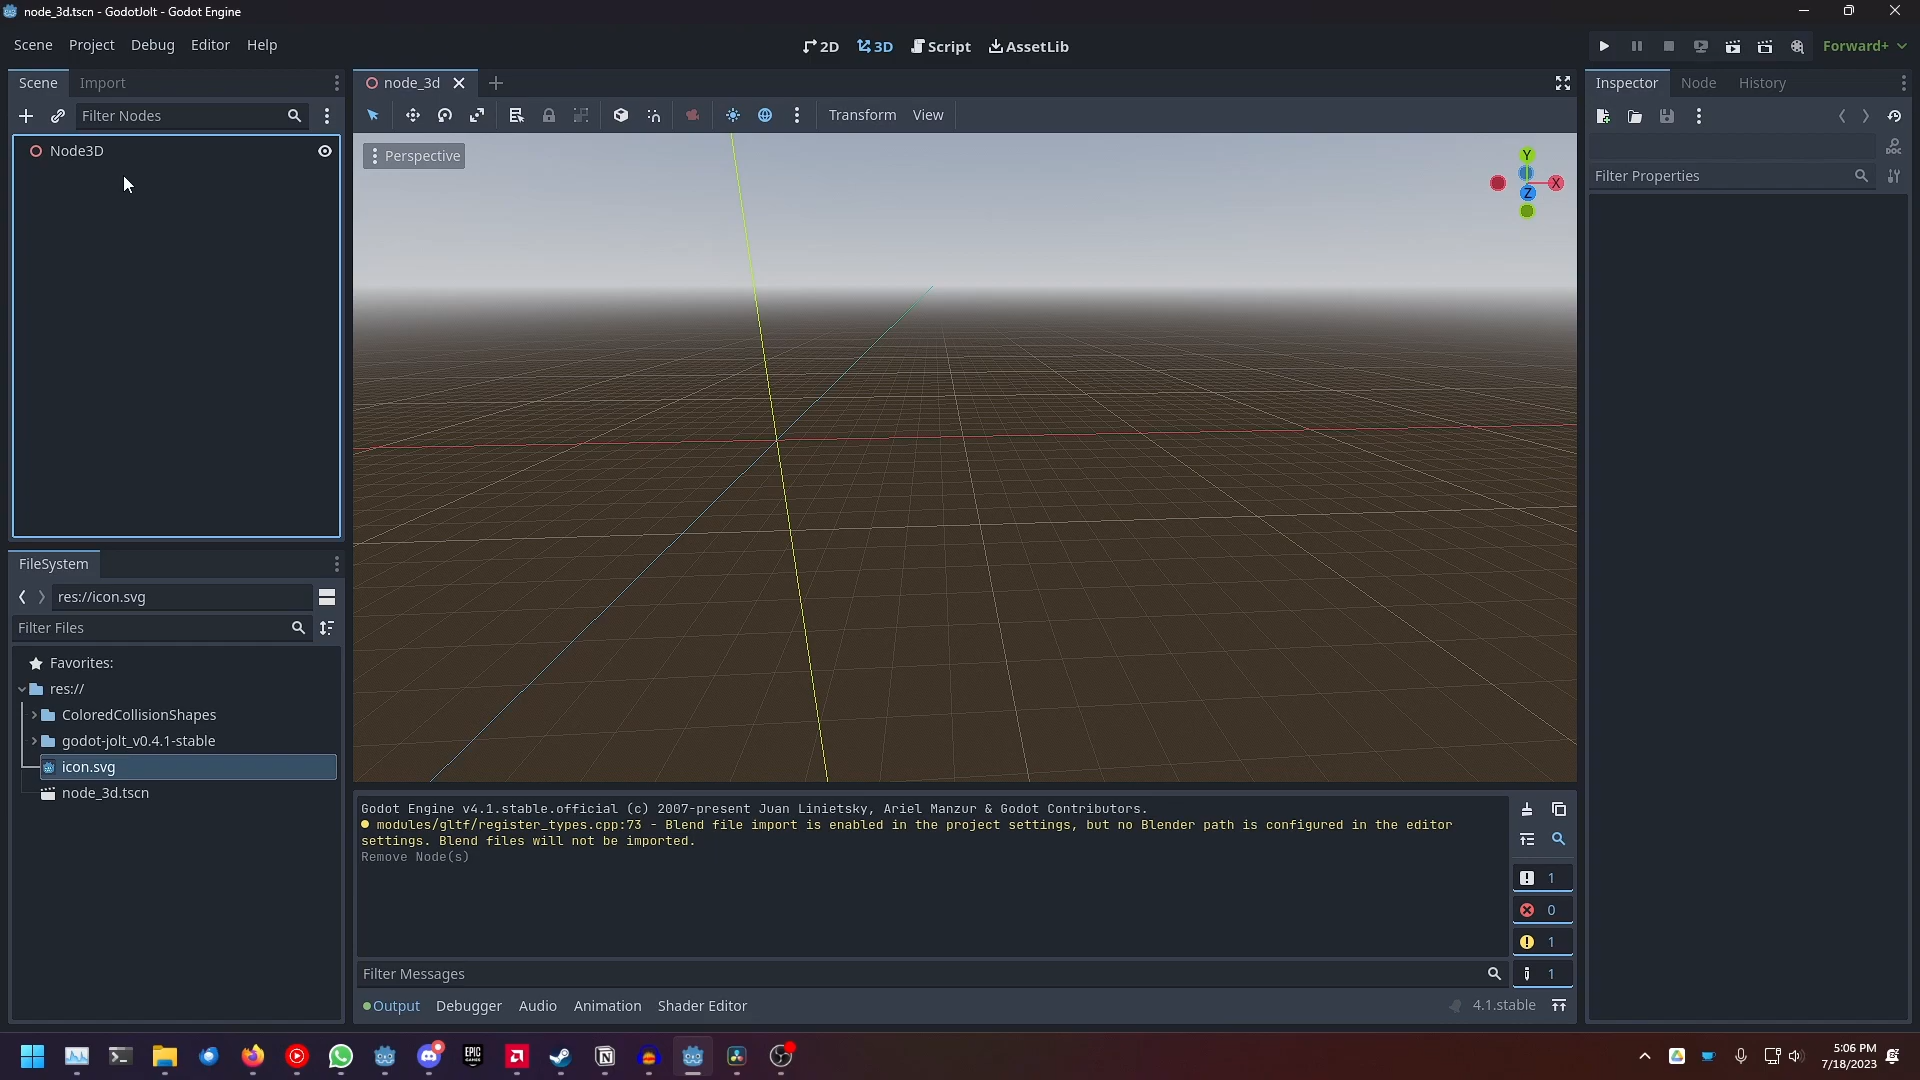 node_3d.tscn - GodotJolt - Godot Engine
Scene Project Debug Editor Help
2D 3D Script AssetLib
Forward+
Scene Import
node_3d
Inspector Node History
Filter Nodes
Transform View
Node3D
Perspective
Y
X
Z
DOC
Filter Properties
FileSystem
res://icon.svg
Filter Files
Favorites:
res://
ColoredCollisionShapes
godot-jolt_v0.4.1-stable
icon.svg
node_3d.tscn
Godot Engine v4.1.stable.official (c) 2007-present Juan Linietsky, Ariel Manzur & Godot Contributors.
modules/gltf/register_types.cpp:73 - Blend file import is enabled in the project settings, but no Blender path is configured in the editor
settings. Blend files will not be imported.
Remove Node(s)
1
0
1
1
Filter Messages
Output Debugger Audio Animation Shader Editor
4.1.stable
EPIC
GAMES
5:06 PM
7/18/2023